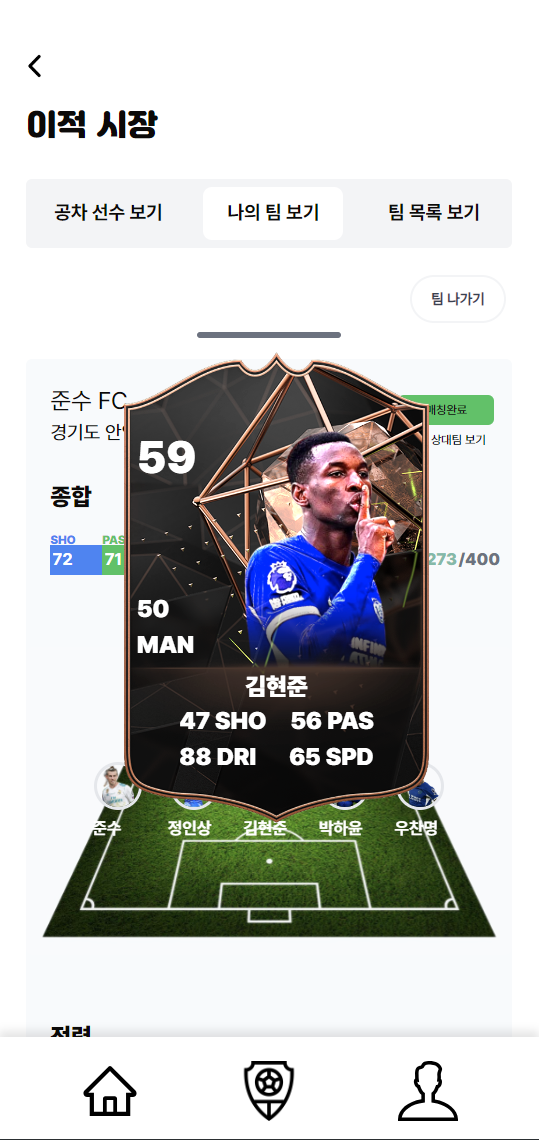 이적 시장
공차 선수 보기
나의 팀 보기
팀 목록 보기
팀 나가기
준수 FC
매칭완료
경기도
상대팀 보기
종합
SHO
PAS
72
71
273/400
59
50
MAN
김현준
47 SHO 56 PAS
88 DRI 65 SPD
준수 정인상 김현준 박하윤 우찬명
전력